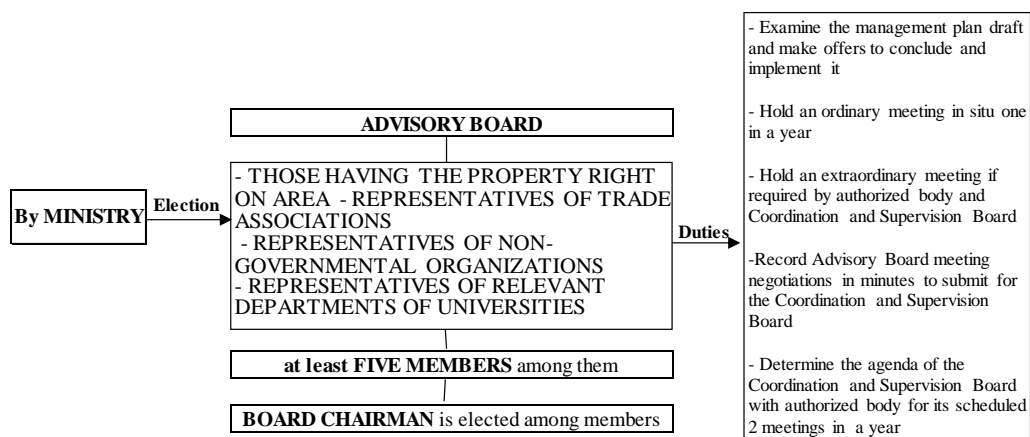 By MINISTRY
Election
ADVISORY BOARD
- THOSE HAVING THE PROPERTY RIGHT
ON AREA - REPRESENTATIVES OF TRADE
ASSOCIATIONS
- REPRESENTATIVES OF NON-
GOVERNMENTAL ORGANIZATIONS
- REPRESENTATIVES OF RELEVANT
DEPARTMENTS OF UNIVERSITIES
at least FIVE MEMBERS among them
BOARD CHAIRMAN is elected among members
Duties
- Examine the management plan draft
and make offers to conclude and
implement it
- Hold an ordinary meeting in situ one
in a year
- Hold an extraordinary meeting if
required by authorized body and
Coordination and Supervision Board
-Record Advisory Board meeting
negotiations in minutes to submit for
the Coordination and Supervision
Board
- Determine the agenda of the
Coordination and Supervision Board
with authorized body for its scheduled
2 meetings in a year